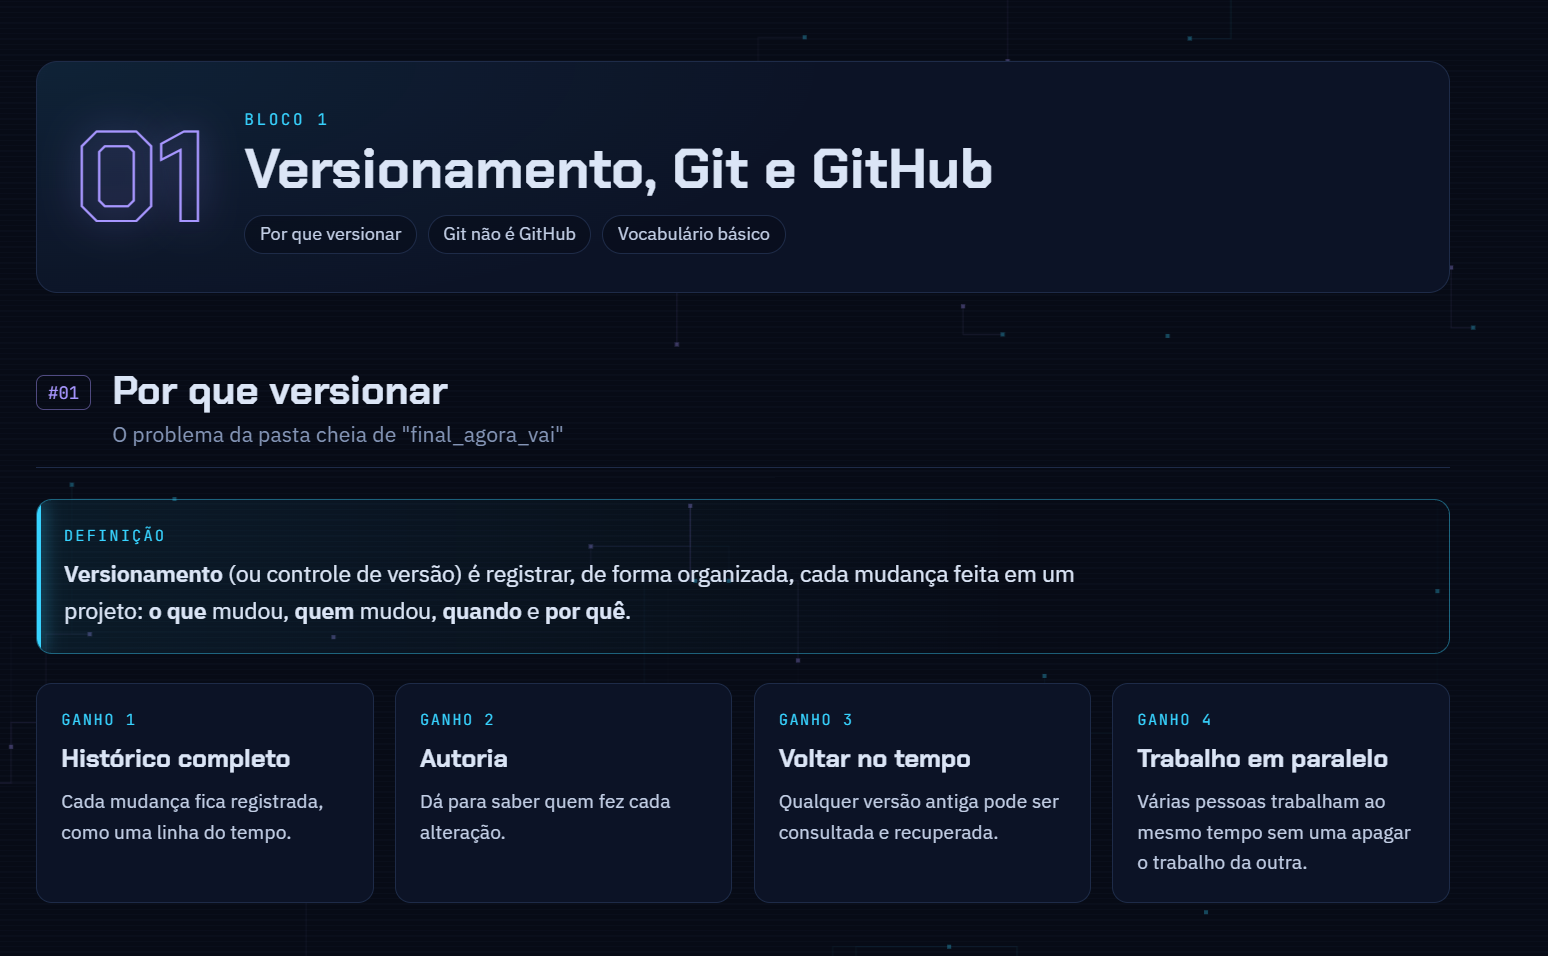 01
BLOCO 1
Versionamento, Git e GitHub
Por que versionar
Git não é GitHub
Vocabulário básico
#01
Por que versionar
O problema da pasta cheia de "final_agora_vai"
DEFINIÇÃO
Versionamento (ou controle de versão) é registrar, de forma organizada, cada mudança feita em um
projeto: o que mudou, quem mudou, quando e por quê.
GANHO 1
Histórico completo
Cada mudança fica registrada,
como uma linha do tempo.
GANHO 2
Autoria
Dá para saber quem fez cada
alteração.
GANHO 3
Voltar no tempo
Qualquer versão antiga pode ser
consultada e recuperada.
GANHO 4
Trabalho em paralelo
Várias pessoas trabalham ao
mesmo tempo sem uma apagar
o trabalho da outra.